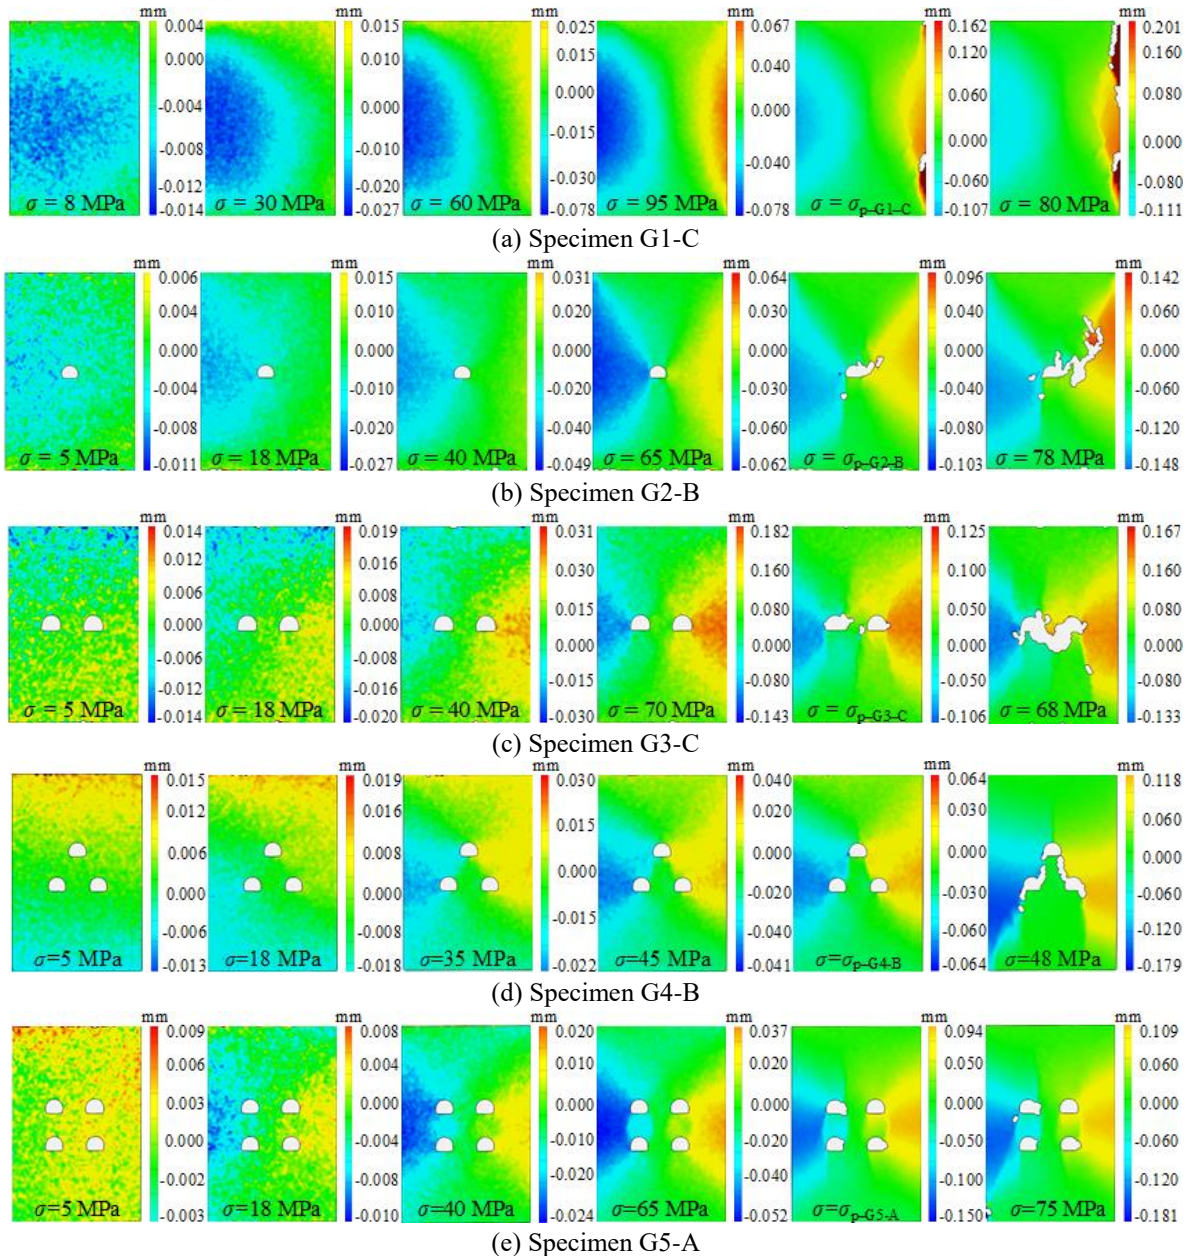 mm mm mm mm mm mm
0.004 0.015 0.025 0.067 0.162 0.201
0.000 0.010 0.015 0.040 0.120 0.160
-0.004 0.000 0.000 0.000 0.060 0.080
-0.008 -0.010 -0.015 -0.040 0.000 0.000
-0.012 -0.020 -0.030 -0.060 -0.080
-0.014 -0.027 -0.078 -0.078 -0.107 -0.111
σ = 8 MPa σ = 30 MPa σ = 60 MPa σ = 95 MPa σ = σp–G1–C σ = 80 MPa
(a) Specimen G1-C
mm mm mm mm mm mm
0.006 0.015 0.031 0.064 0.096 0.142
0.004 0.010 0.020 0.030 0.060 0.120
0.000 0.000 0.000 0.000 0.000 0.060
0.000
-0.004 -0.010 -0.020 -0.030 -0.060
-0.008 -0.020 -0.040 -0.060 -0.120
-0.011 -0.027 -0.049 -0.062 -0.103 -0.148
σ = 5 MPa σ = 18 MPa σ = 40 MPa σ = 65 MPa σ = σp–G2–B σ = 78 MPa
(b) Specimen G2-B
mm mm mm mm mm mm
0.014 0.019 0.031 0.182 0.125 0.167
0.012 0.016 0.030 0.160 0.100 0.120
0.006 0.008 0.015 0.080 0.050 0.060
0.000 0.000 0.000 0.000 0.000 0.000
-0.006 -0.008 -0.015 -0.080 -0.050 -0.060
-0.012 -0.016 -0.030 -0.100 -0.120
-0.014 -0.020 -0.030 -0.143 -0.106 -0.133
σ = 5 MPa σ = 18 MPa σ = 40 MPa σ = 70 MPa σ = σp–G3–C σ = 68 MPa
(c) Specimen G3-C
mm mm mm mm mm mm
0.015 0.019 0.030 0.040 0.064 0.118
0.012 0.016 0.015 0.020 0.030 0.060
0.006 0.008 0.000 0.000 0.000 0.000
0.000 0.000 -0.020 -0.030 -0.060
-0.006 -0.008 -0.015 -0.040 -0.060 -0.120
-0.013 -0.018 -0.022 -0.041 -0.064 -0.179
σ=5 MPa σ=18 MPa σ=35 MPa σ=45 MPa σ=σp–G4-B σ=48 MPa
(d) Specimen G4-B
mm mm mm mm mm mm
0.009 0.008 0.020 0.037 0.094 0.109
0.006 0.004 0.010 0.020 0.050 0.060
0.003 0.000 0.000 0.000 0.000 0.000
0.000 -0.004 -0.010 -0.020 -0.050 -0.060
-0.008 -0.020 -0.040 -0.100 -0.120
-0.003 -0.010 -0.024 -0.052 -0.150 -0.181
σ=5 MPa σ=18 MPa σ=40 MPa σ=65 MPa σ=σp–G5-A σ=75 MPa
(e) Specimen G5-A